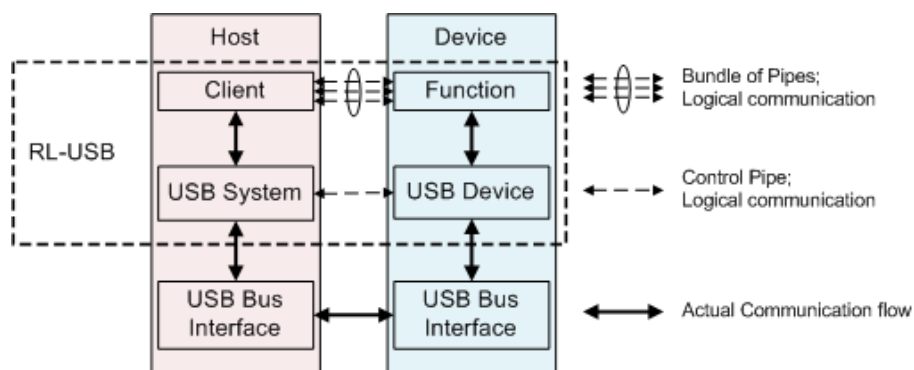 Host
Device
Client
Function
Bundle of Pipes;
Logical communication
RL-USB
USB System
USB Device
Control Pipe;
Logical communication
USB Bus
Interface
USB Bus
Interface
Actual Communication flow